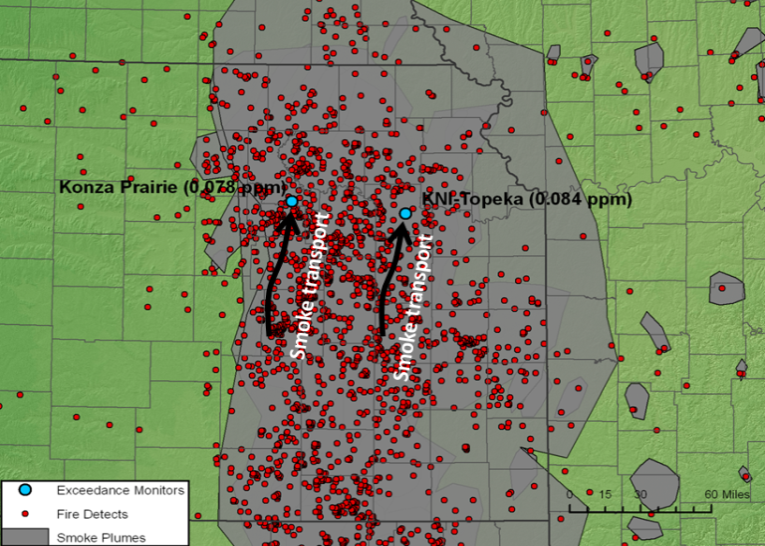 Konza Prairie (0.078 ppm)
KNI-Topeka (0.084 ppm)
Smoke transport
Smoke transport
Exceedance Monitors
Fire Detects
Smoke Plumes
0 15 30 60 Miles